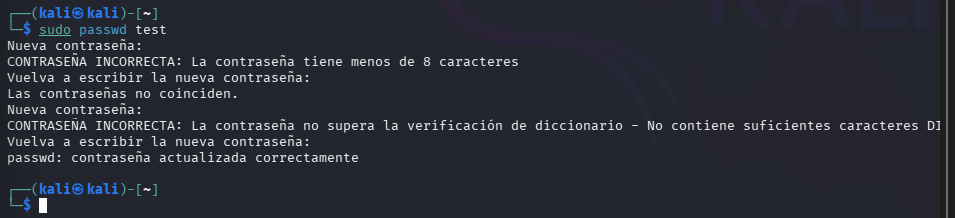 ┌──(kali㉿kali)-[~]
└─$ sudo passwd test
Nueva contraseña:
CONTRASEÑA INCORRECTA: La contraseña tiene menos de 8 caracteres
Vuelva a escribir la nueva contraseña:
Las contraseñas no coinciden.
Nueva contraseña:
CONTRASEÑA INCORRECTA: La contraseña no supera la verificación de diccionario - No contiene suficientes caracteres DI
Vuelva a escribir la nueva contraseña:
passwd: contraseña actualizada correctamente
┌──(kali㉿kali)-[~]
└─$